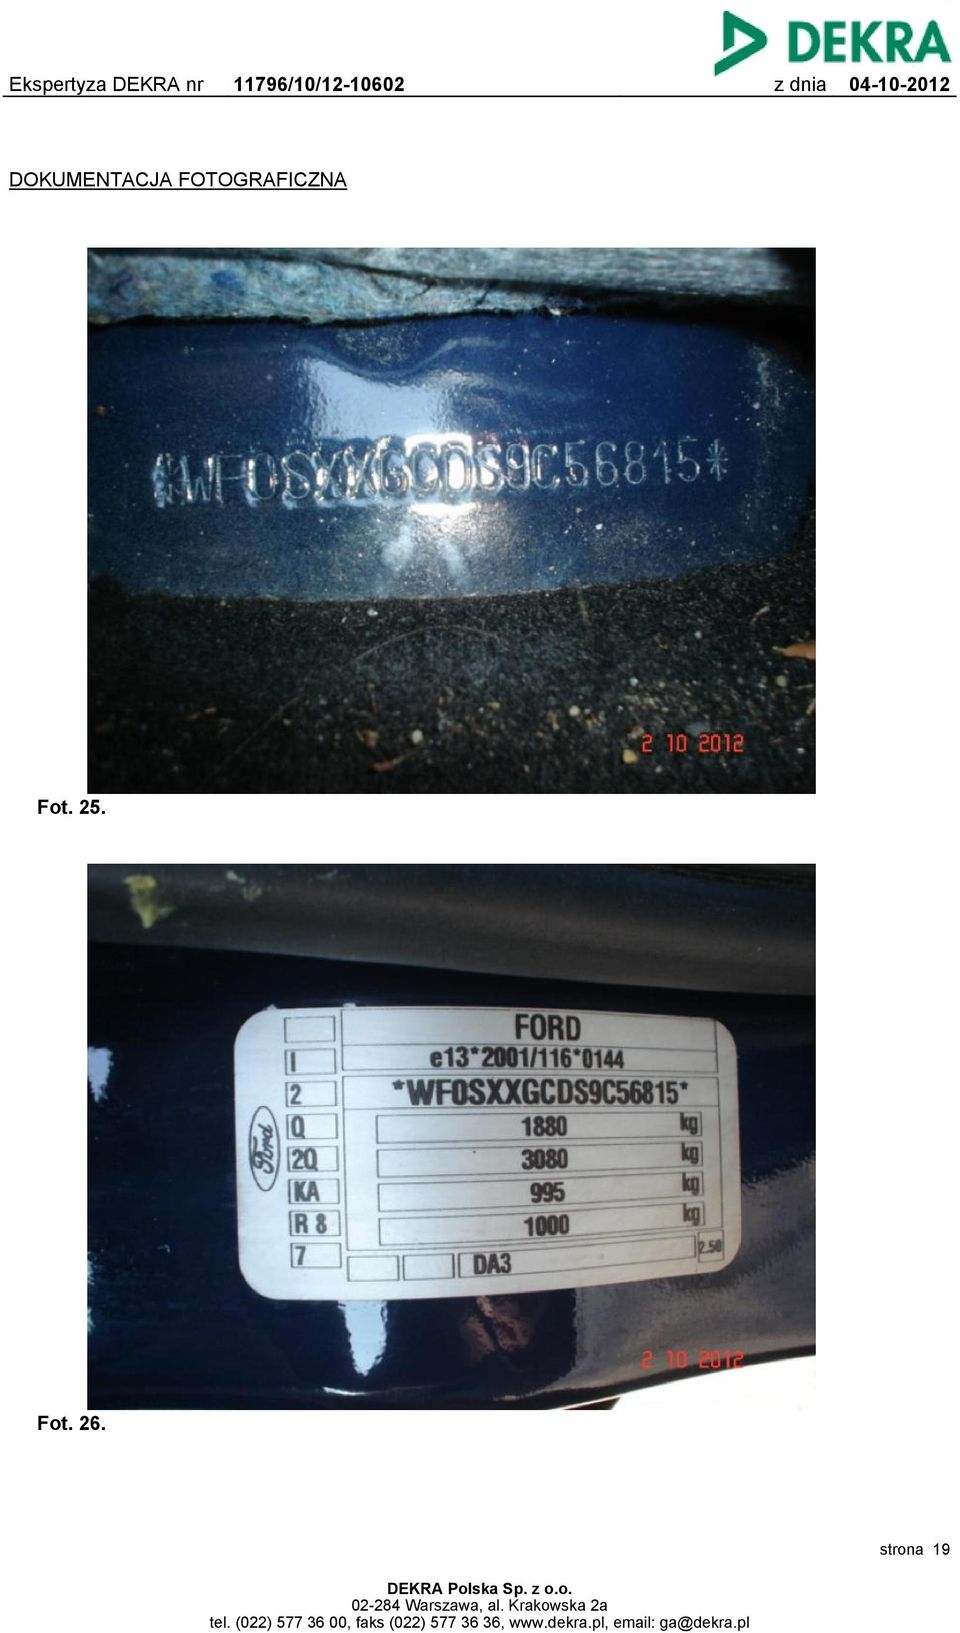 DEKRA
Ekspertyza DEKRA nr 11796/10/12-10602 z dnia 04-10-2012
DOKUMENTACJA FOTOGRAFICZNA
*WF0SXXGCDS9C56815*
2 10 2012
Fot. 25.
FORD
1 e13*2001/116*0144
2 *WF0SXXGCDS9C56815*
Ford
Q 1880 kg
2Q 3080 kg
KA 995 kg
R 8 1000 kg
7 DA3 2.50
2 10 2012
Fot. 26.
strona 19
DEKRA Polska Sp. z o.o.
02-284 Warszawa, al. Krakowska 2a
tel. (022) 577 36 00, faks (022) 577 36 36, www.dekra.pl, email: ga@dekra.pl